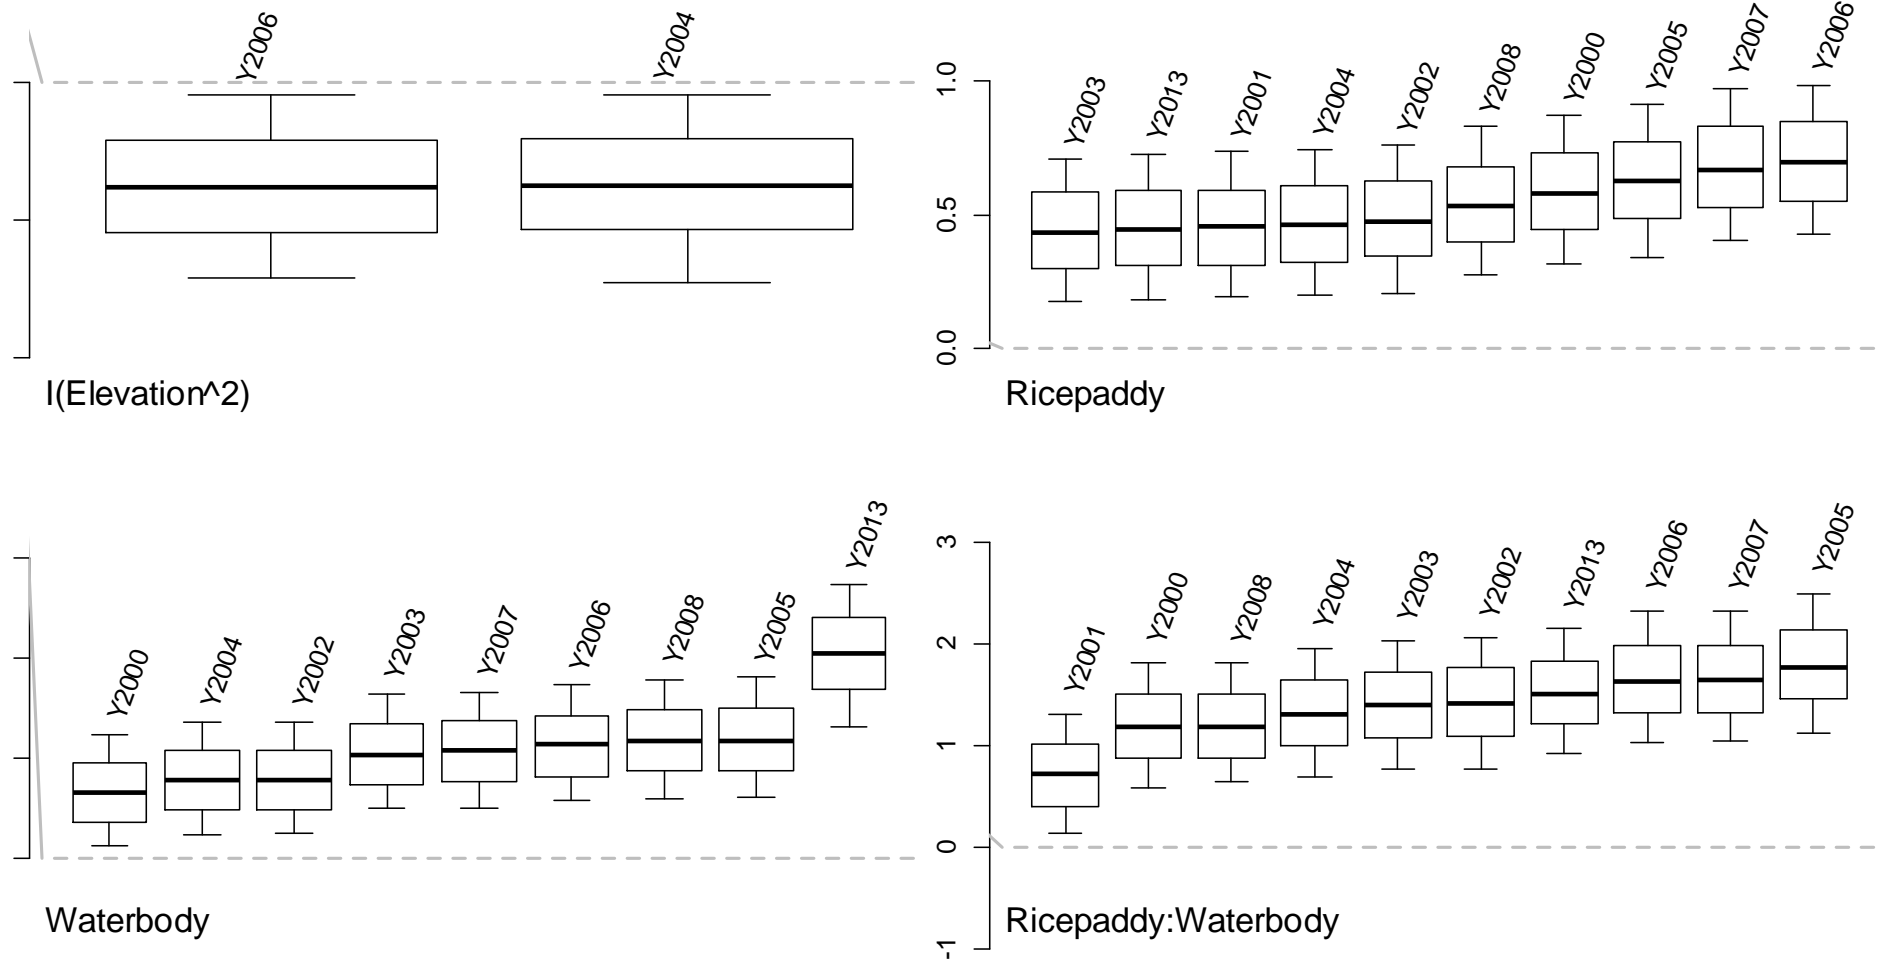 Y2006 Y2004
I(Elevation^2)
1.0
0.5
0.0
Y2003 Y2013 Y2001 Y2004 Y2002 Y2008 Y2000 Y2005 Y2007 Y2006
Ricepaddy
Y2000 Y2004 Y2002 Y2003 Y2007 Y2006 Y2008 Y2005 Y2013
Waterbody
3
2
1
0
-1
Y2001 Y2000 Y2008 Y2004 Y2003 Y2002 Y2013 Y2006 Y2007 Y2005
Ricepaddy:Waterbody